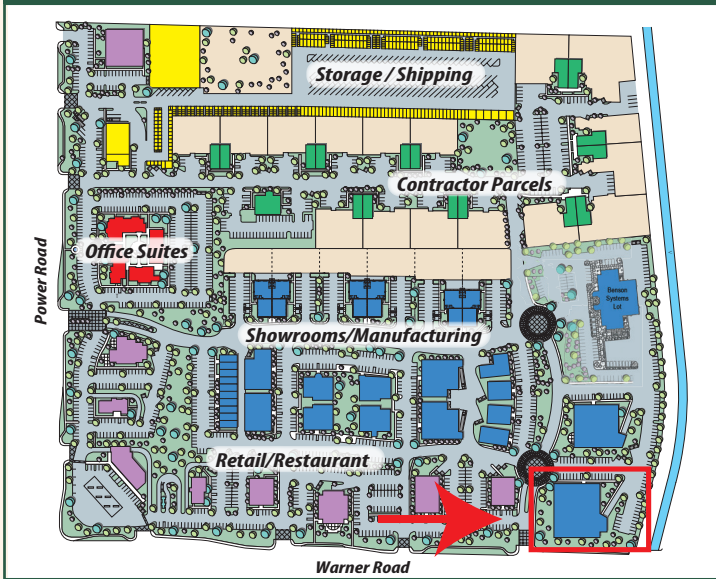 Storage / Shipping
Contractor Parcels
Office Suites
Power Road
Benson
Systems
Lot
Showrooms/Manufacturing
Retail/Restaurant
Warner Road